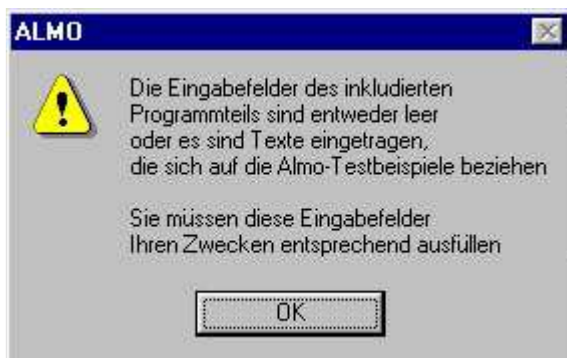 ALMO
Die Eingabefelder des inkludierten
Programmteils sind entweder leer
oder es sind Texte eingetragen,
die sich auf die Almo-Testbeispiele beziehen
Sie müssen diese Eingabefelder
Ihren Zwecken entsprechend ausfüllen
OK